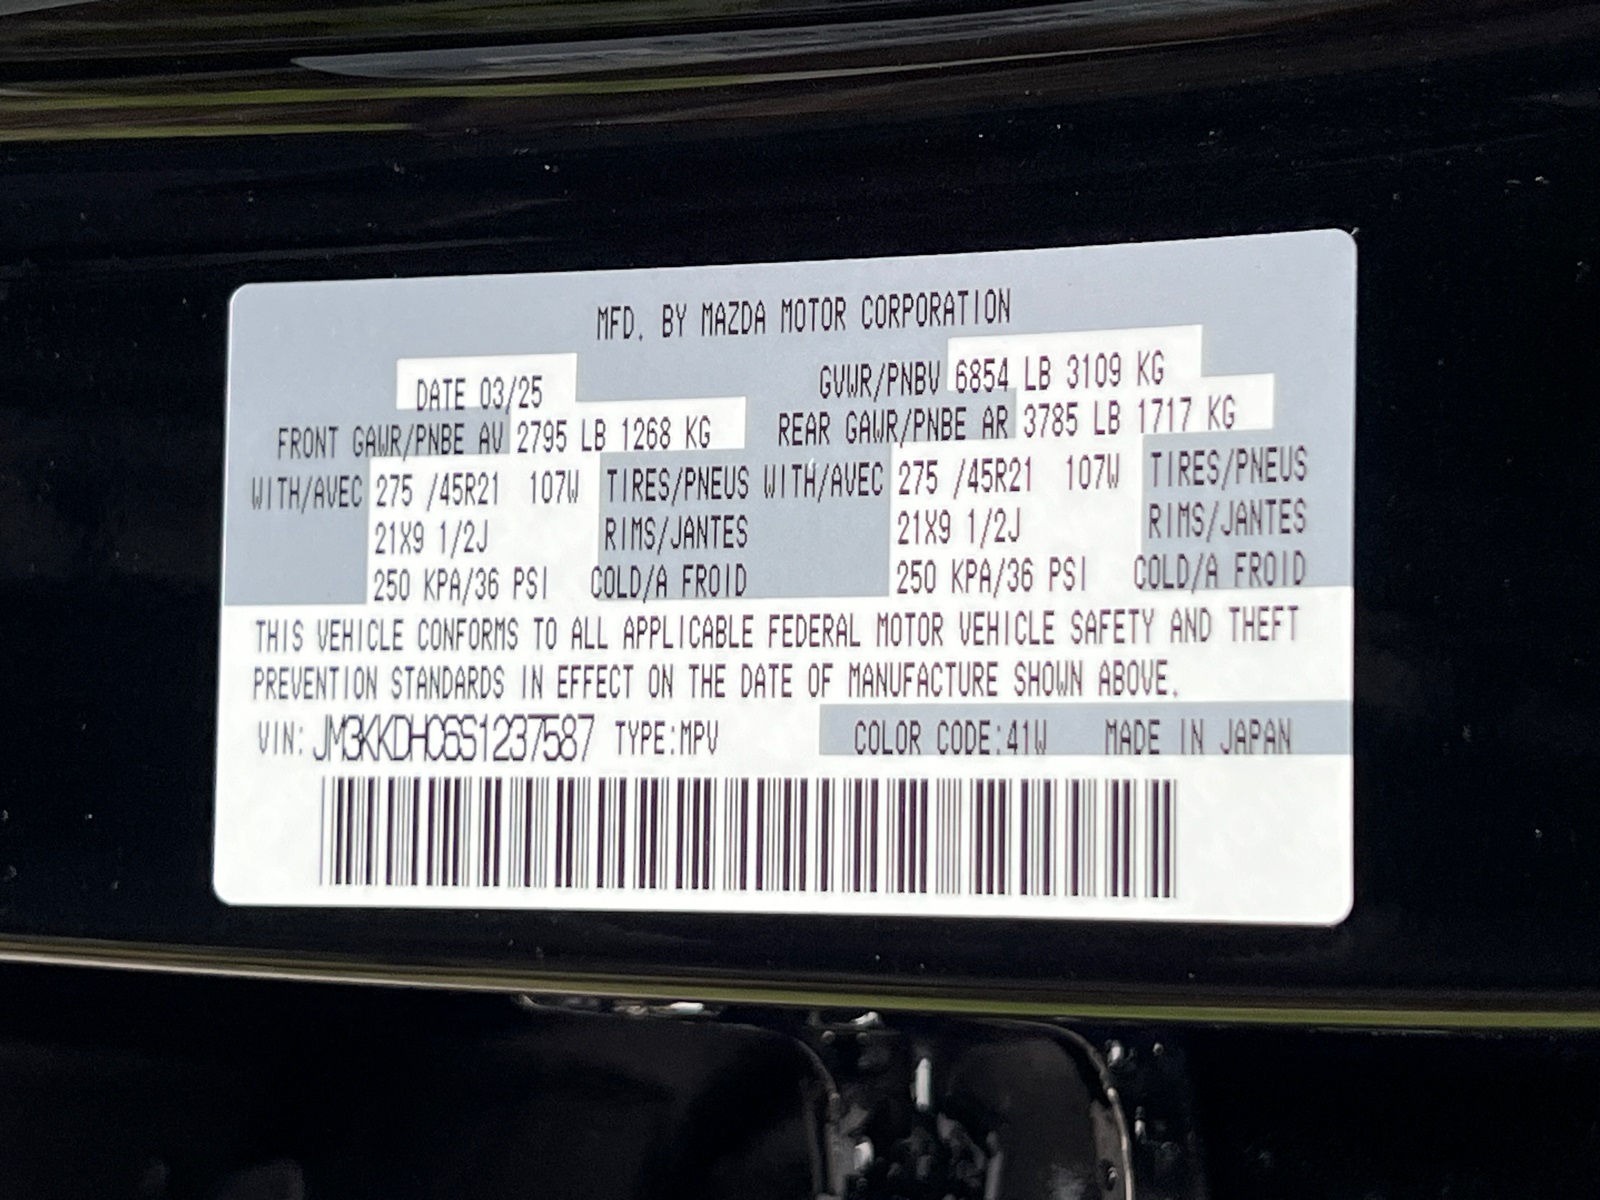 MFD. BY MAZDA MOTOR CORPORATION
DATE 03/25 GVWR/PNBV 6854 LB 3109 KG
FRONT GAWR/PNBE AV 2795 LB 1268 KG REAR GAWR/PNBE AR 3785 LB 1717 KG
WITH/AVEC 275 /45R21 107W TIRES/PNEUS WITH/AVEC 275 /45R21 107W TIRES/PNEUS
21X9 1/2J RIMS/JANTES 21X9 1/2J RIMS/JANTES
250 KPA/36 PSI COLD/A FROID 250 KPA/36 PSI COLD/A FROID
THIS VEHICLE CONFORMS TO ALL APPLICABLE FEDERAL MOTOR VEHICLE SAFETY AND THEFT
PREVENTION STANDARDS IN EFFECT ON THE DATE OF MANUFACTURE SHOWN ABOVE.
VIN: JM3KKDHC6S1237587 TYPE:MPV COLOR CODE:41W MADE IN JAPAN